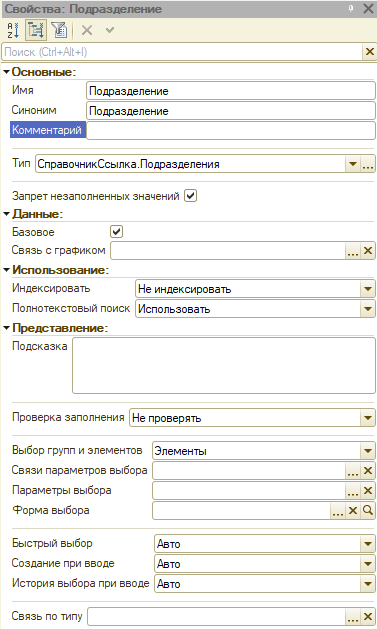 Свойства: Подразделение
Поиск (Ctrl+Alt+I)
Основные:
Имя Подразделение
Синоним Подразделение
Комментарий
Тип СправочникСсылка.Подразделения
Запрет незаполненных значений
Данные:
Базовое
Связь с графиком
Использование:
Индексировать Не индексировать
Полнотекстовый поиск Использовать
Представление:
Подсказка
Проверка заполнения Не проверять
Выбор групп и элементов Элементы
Связи параметров выбора
Параметры выбора
Форма выбора
Быстрый выбор Авто
Создание при вводе Авто
История выбора при вводе Авто
Связь по типу